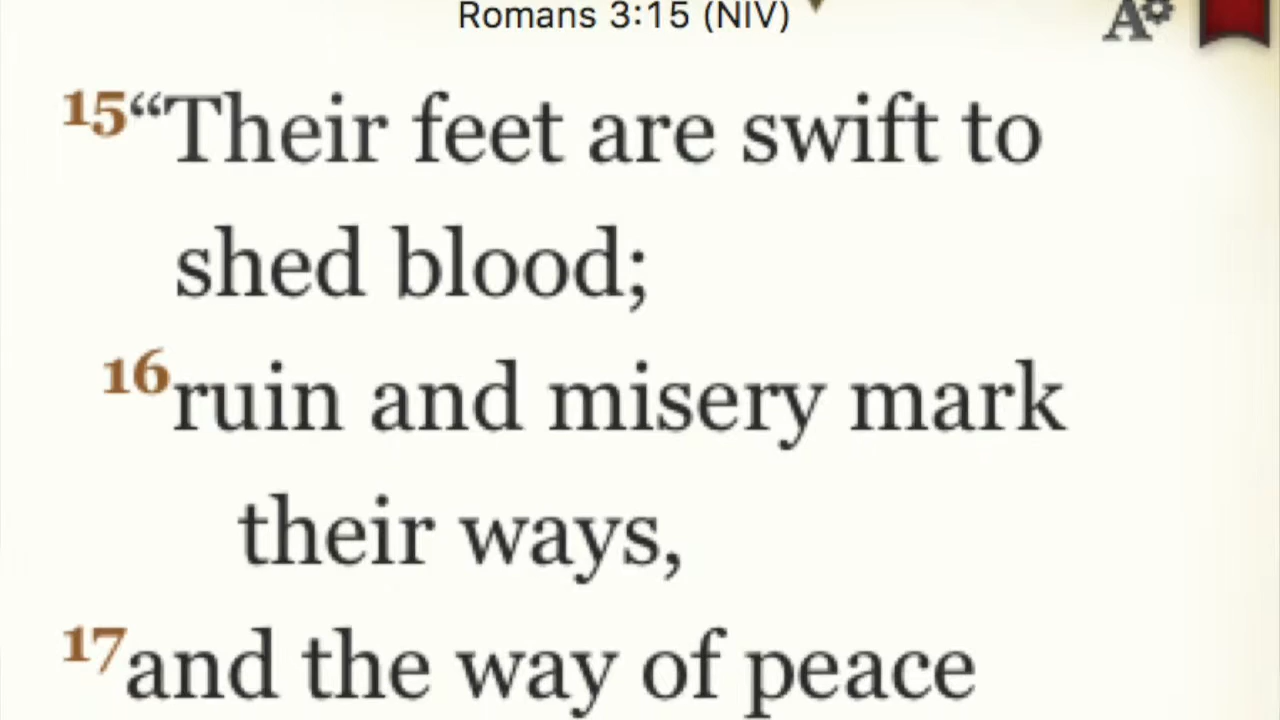 Romans 3:15 (NIV)
A
15“Their feet are swift to
shed blood;
16ruin and misery mark
their ways,
17and the way of peace